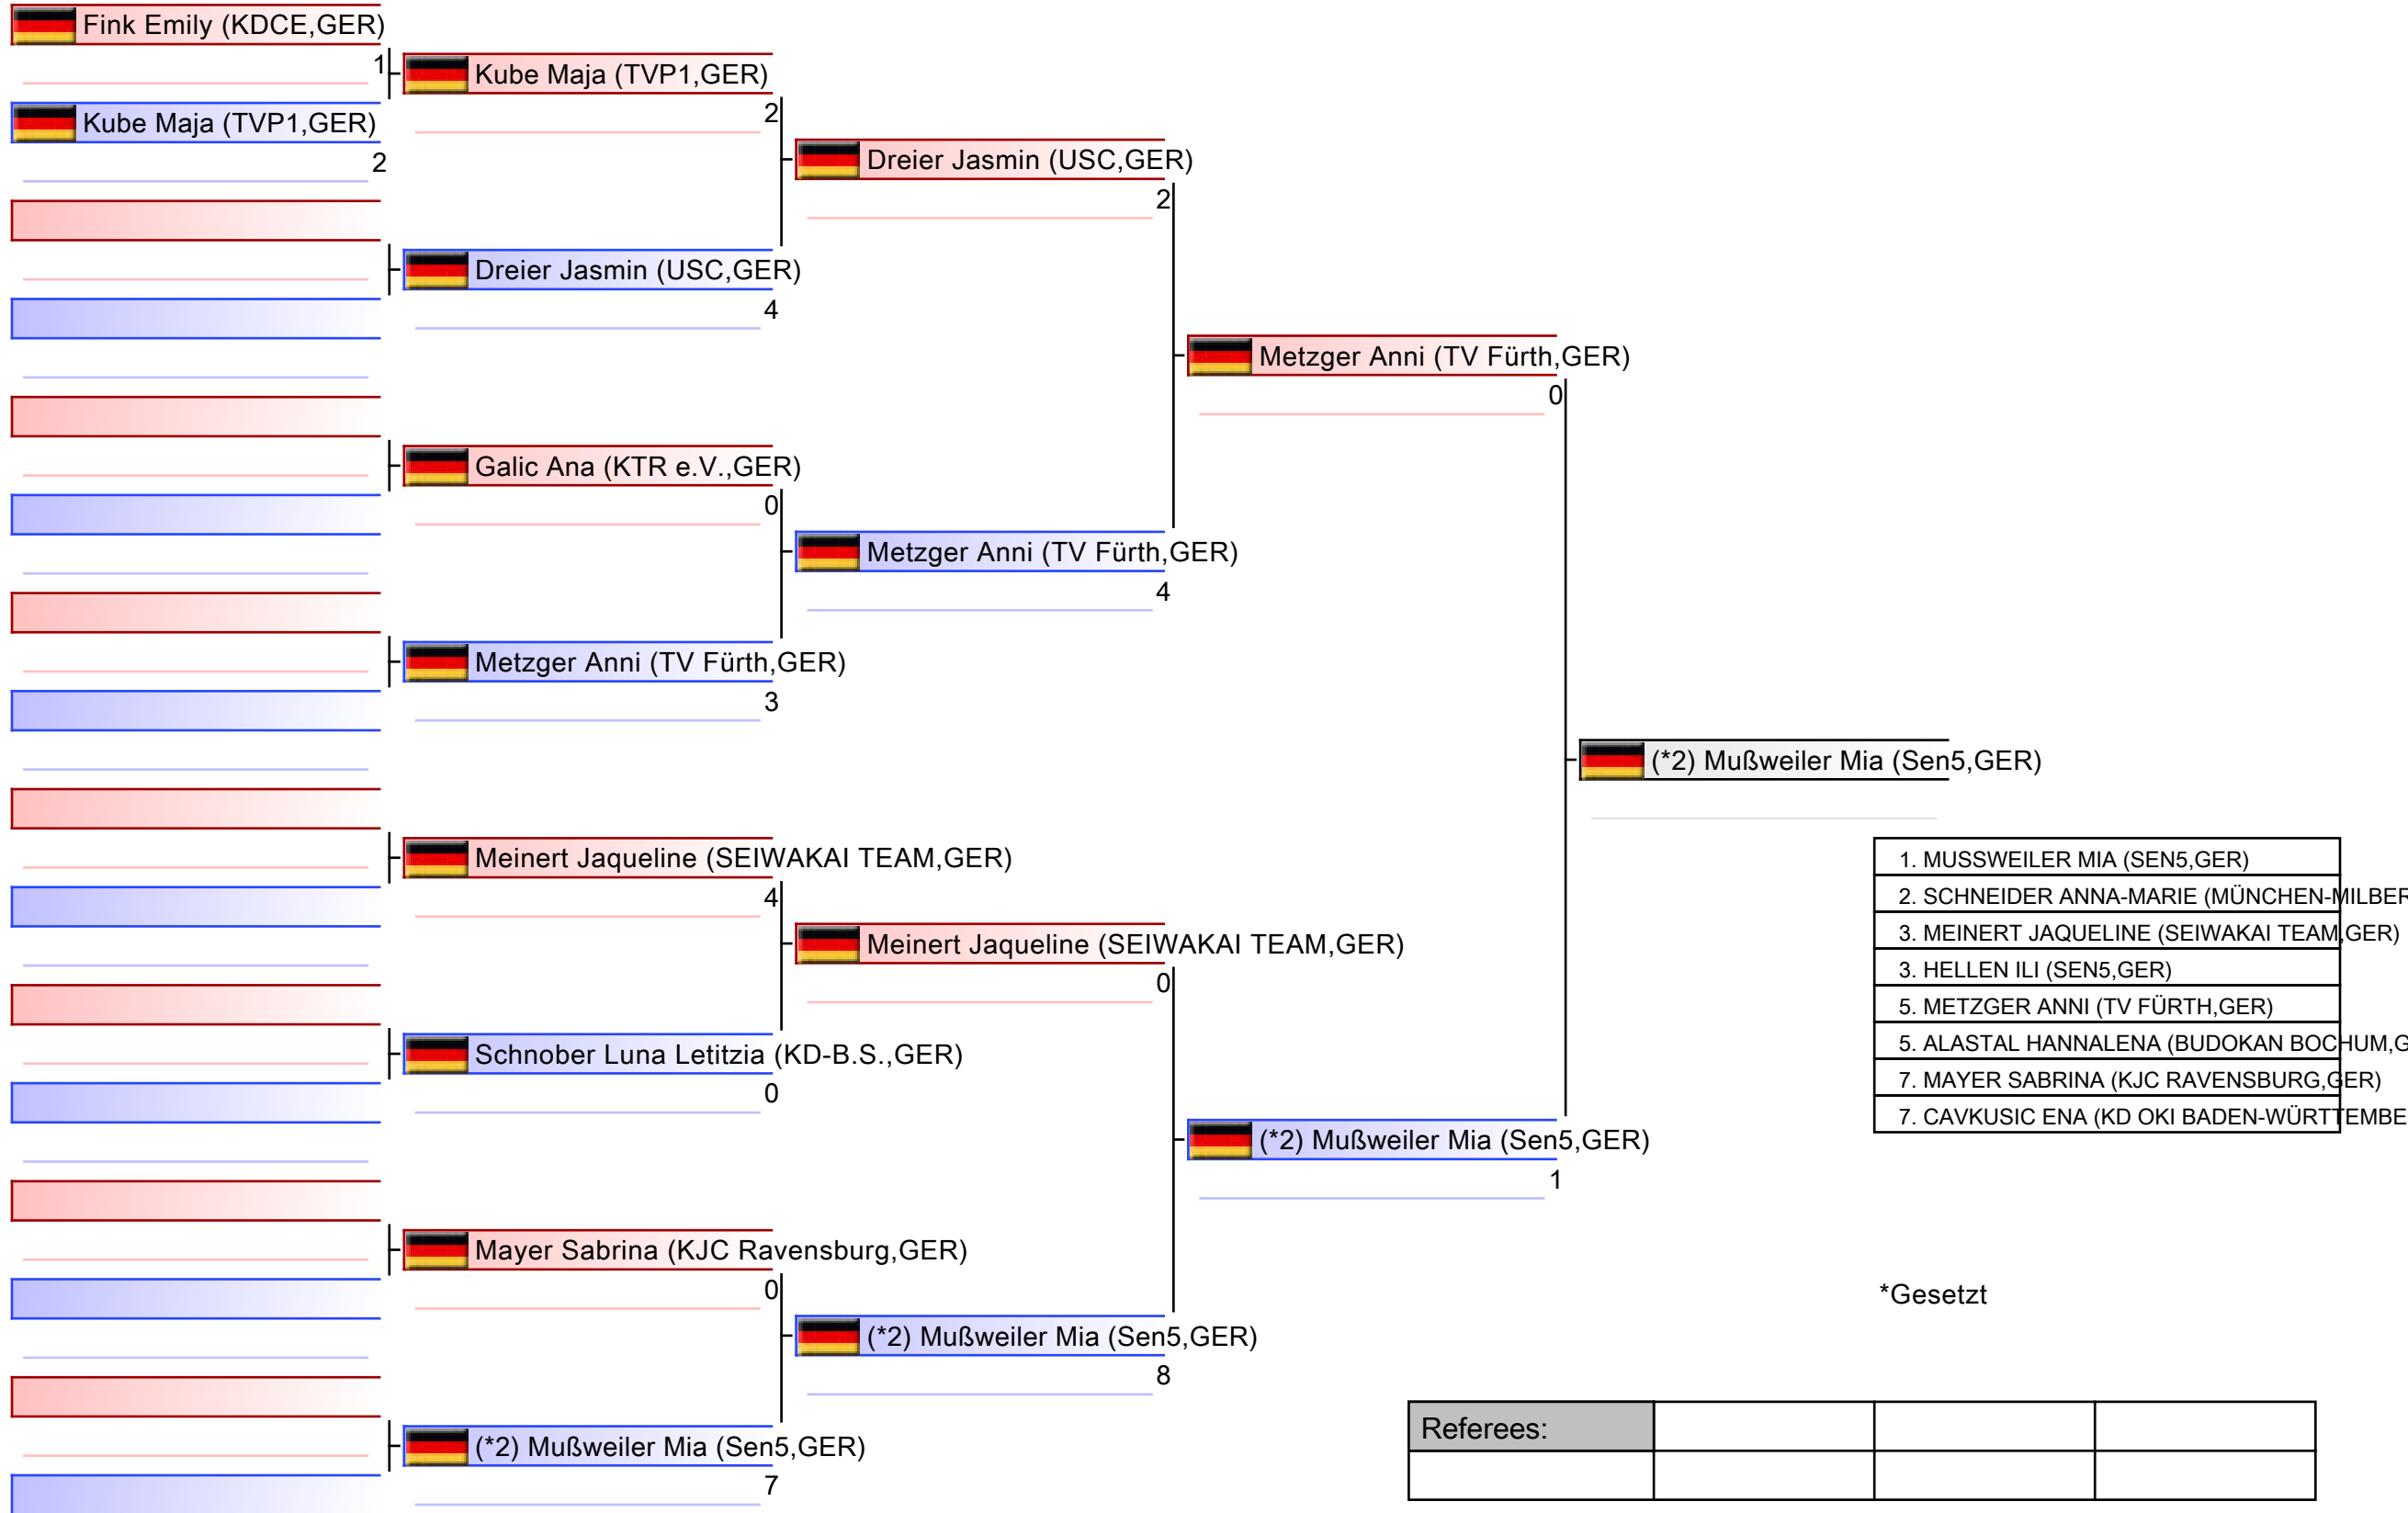 Fink Emily (KDCE,GER)
1
Kube Maja (TVP1,GER)
2
Kube Maja (TVP1,GER)
2
Dreier Jasmin (USC,GER)
4
Galic Ana (KTR e.V.,GER)
0
Metzger Anni (TV Fürth,GER)
3
Meinert Jaqueline (SEIWAKAI TEAM,GER)
4
Schnober Luna Letitzia (KD-B.S.,GER)
0
Mayer Sabrina (KJC Ravensburg,GER)
0
(*2) Mußweiler Mia (Sen5,GER)
7
Dreier Jasmin (USC,GER)
2
Metzger Anni (TV Fürth,GER)
4
Meinert Jaqueline (SEIWAKAI TEAM,GER)
0
(*2) Mußweiler Mia (Sen5,GER)
8
Metzger Anni (TV Fürth,GER)
0
(*2) Mußweiler Mia (Sen5,GER)
1
(*2) Mußweiler Mia (Sen5,GER)
1. MUSSWEILER MIA (SEN5,GER)
2. SCHNEIDER ANNA-MARIE (MÜNCHEN-MILBER
3. MEINERT JAQUELINE (SEIWAKAI TEAM,GER)
3. HELLEN ILI (SEN5,GER)
5. METZGER ANNI (TV FÜRTH,GER)
5. ALASTAL HANNALENA (BUDOKAN BOCHUM,G
7. MAYER SABRINA (KJC RAVENSBURG,GER)
7. CAVKUSIC ENA (KD OKI BADEN-WÜRTTEMBE
*Gesetzt
Referees: